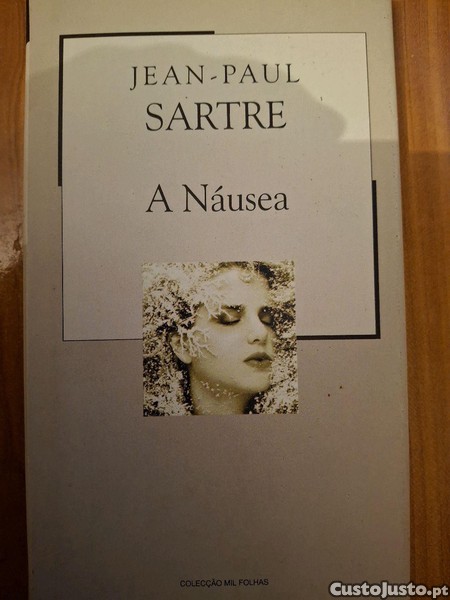 JEAN-PAUL
SARTRE
A Náusea
COLECÇÃO MIL FOLHAS
CustoJusto.pt